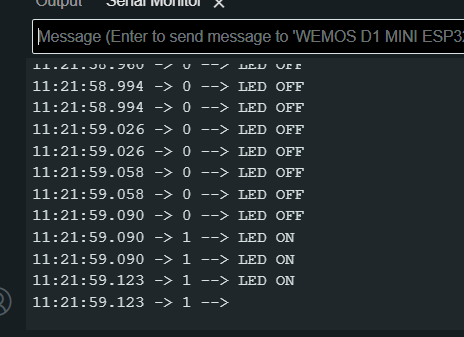 Output Serial Monitor ×
Message (Enter to send message to 'WEMOS D1 MINI ESP32
11:21:58.960 -> 0 --> LED OFF
11:21:58.994 -> 0 --> LED OFF
11:21:58.994 -> 0 --> LED OFF
11:21:59.026 -> 0 --> LED OFF
11:21:59.026 -> 0 --> LED OFF
11:21:59.058 -> 0 --> LED OFF
11:21:59.058 -> 0 --> LED OFF
11:21:59.090 -> 0 --> LED OFF
11:21:59.090 -> 1 --> LED ON
11:21:59.090 -> 1 --> LED ON
11:21:59.123 -> 1 --> LED ON
11:21:59.123 -> 1 -->